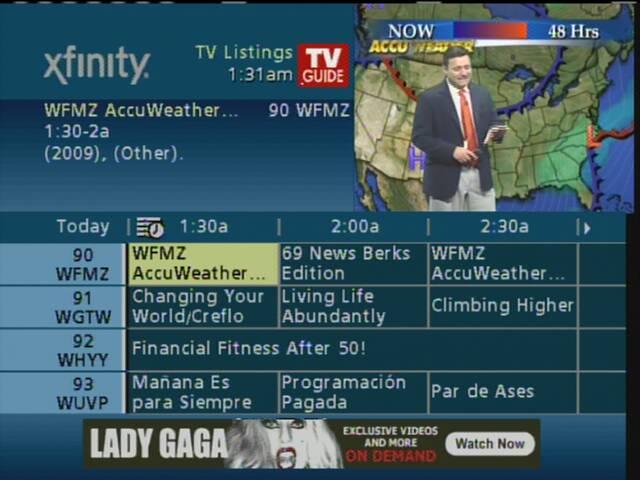 xfinity.
TV Listings
1:31am
TV
GUIDE
WFMZ AccuWeather... 90 WFMZ
1:30-2a
(2009), (Other).
NOW 48 Hrs
ACCU WEATHER
H
L
Today 1:30a 2:00a 2:30a
90
WFMZ
WFMZ
AccuWeather...
69 News Berks
Edition
WFMZ
AccuWeather...
91
WGTW
Changing Your
World/Creflo
Living Life
Abundantly
Climbing Higher
92
WHYY
Financial Fitness After 50!
93
WUVP
Mañana Es
para Siempre
Programación
Pagada
Par de Ases
LADY GAGA
EXCLUSIVE VIDEOS
AND MORE
ON DEMAND
Watch Now